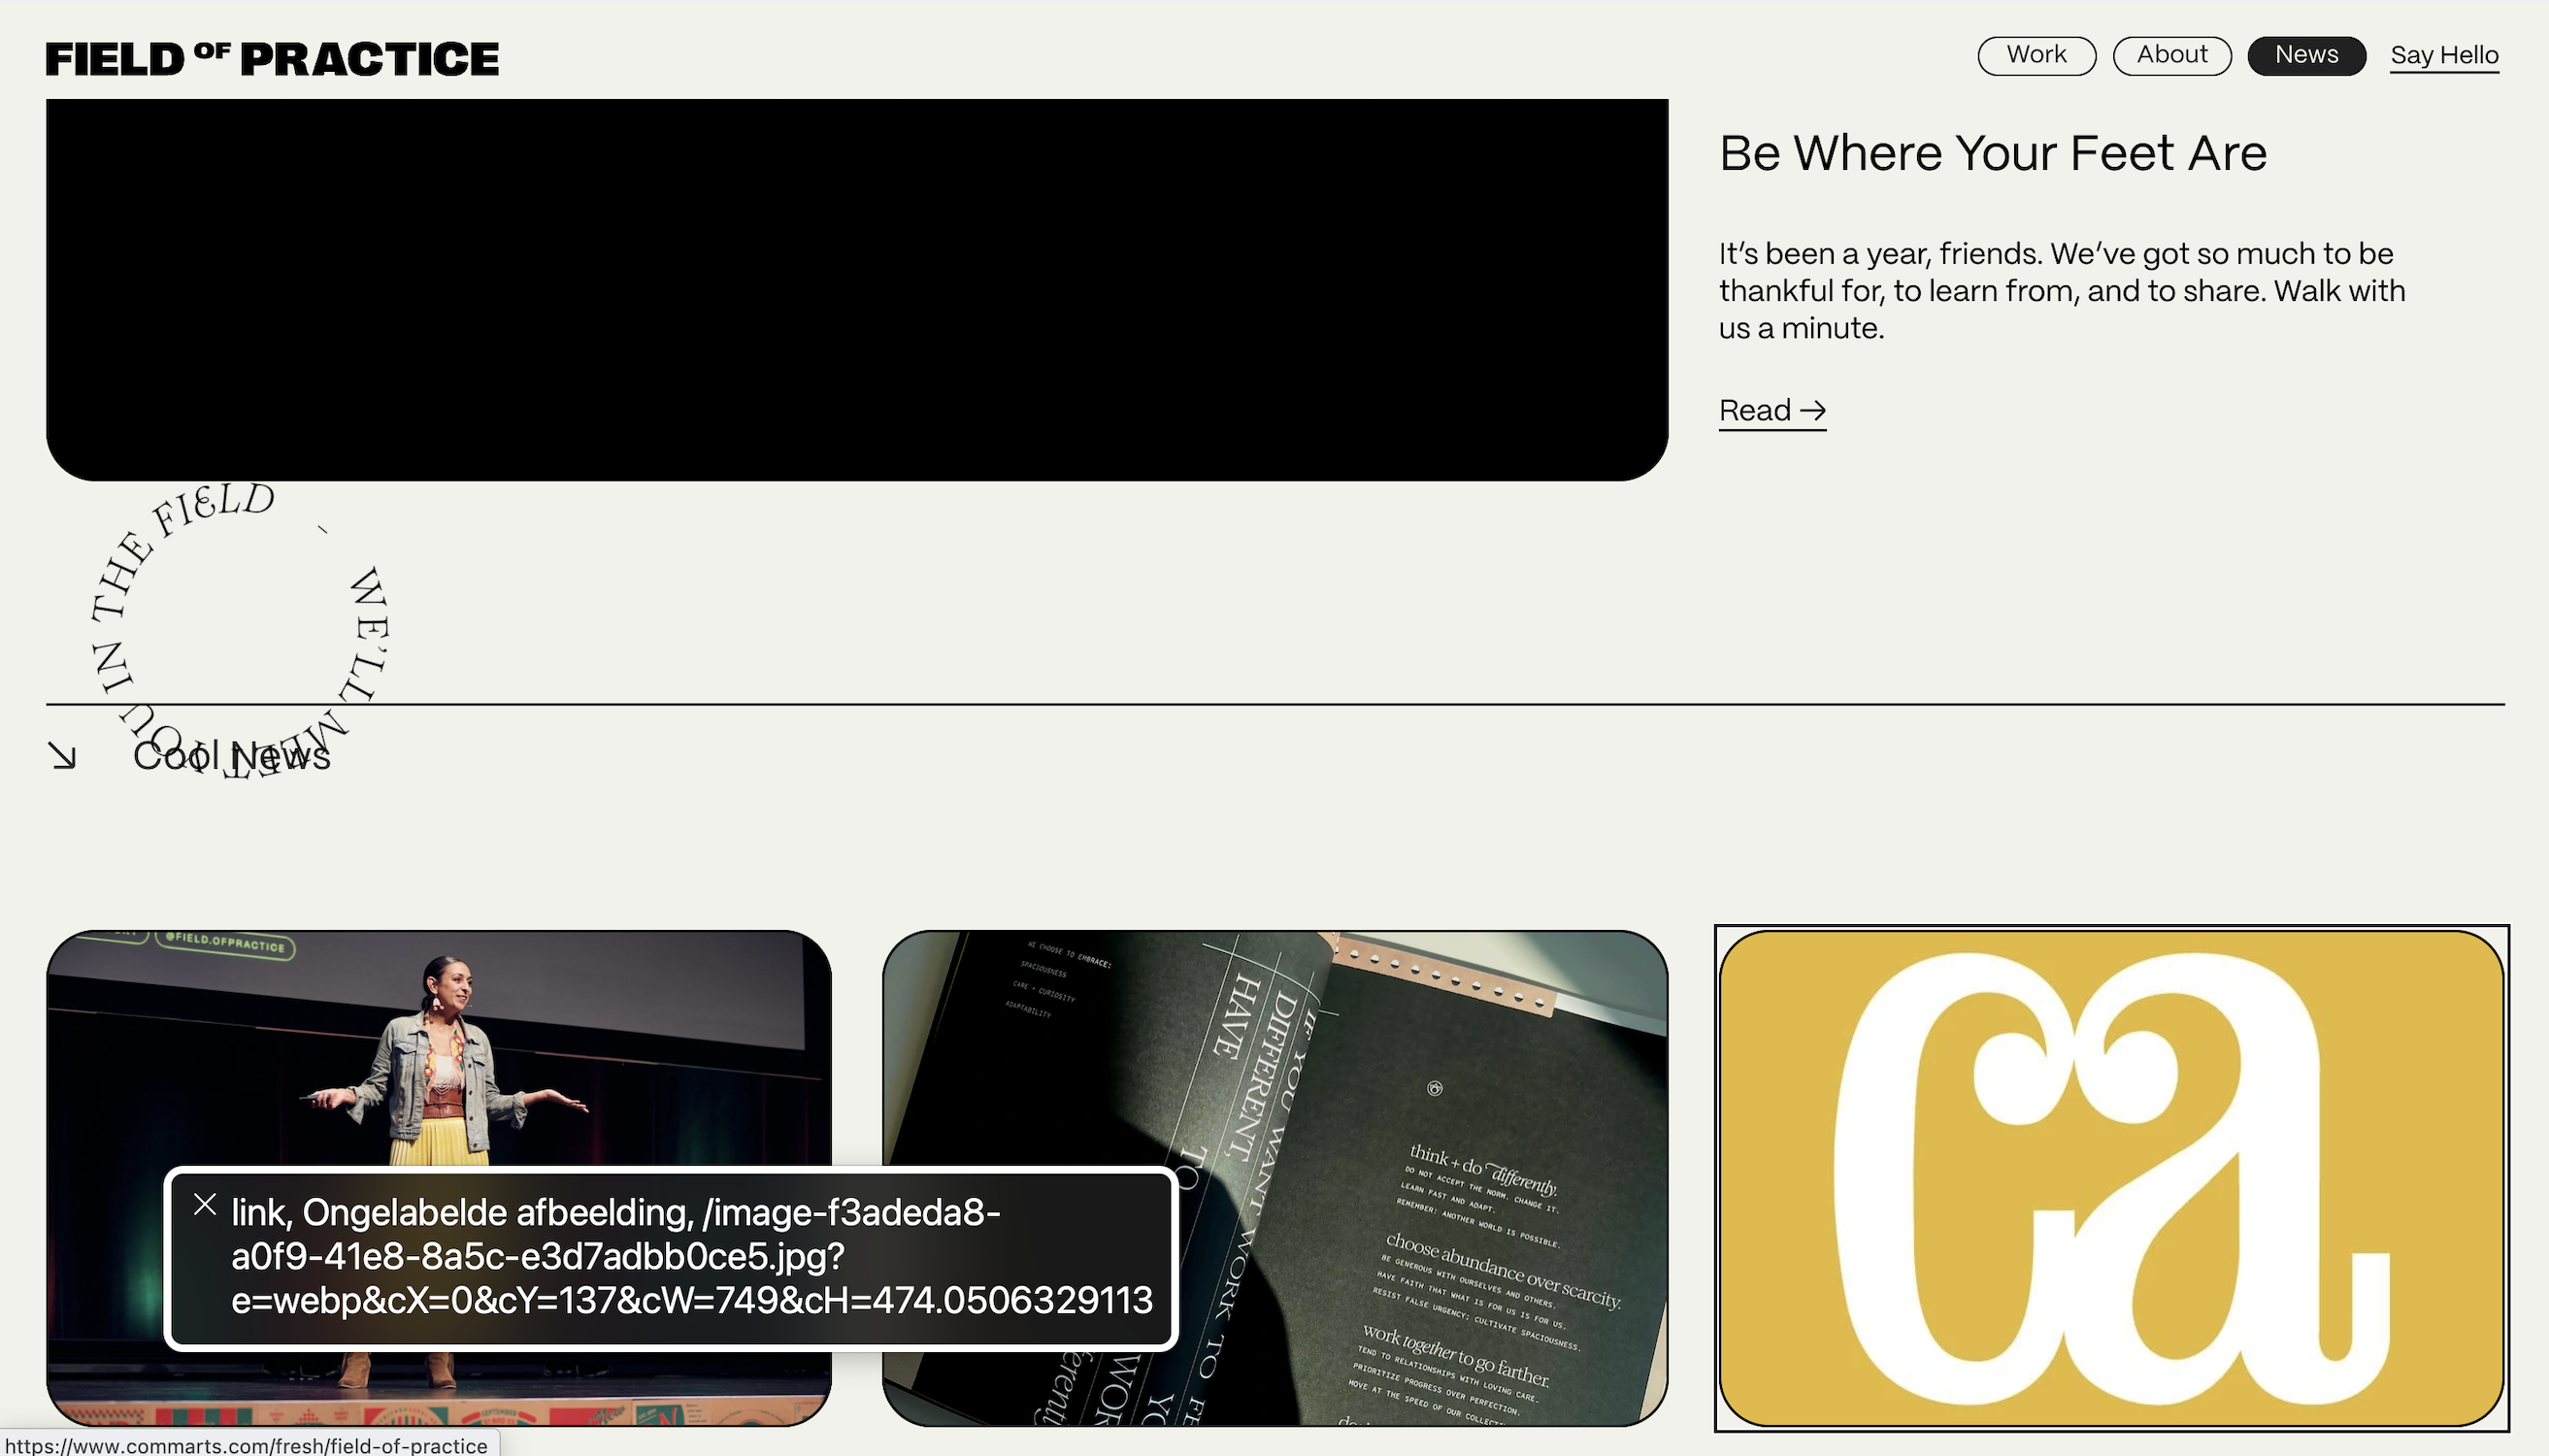 FIELD OF PRACTICE
Work
About
News
Say Hello
Be Where Your Feet Are
It’s been a year, friends. We’ve got so much to be
thankful for, to learn from, and to share. Walk with
us a minute.
Read →
WE’LL MEET YOU IN THE FIELD -
↘ Cool News
@FIELD.OFPRACTICE
WE CHOOSE TO EMBRACE:
SPACIOUSNESS
CARE + CURIOSITY
ADAPTABILITY
IF YOU WANT
DIFFERENT,
HAVE
TO
WORK TO
think + do differently.
DO NOT ACCEPT THE NORM. CHANGE IT.
LEARN FAST AND ADAPT.
REMEMBER: ANOTHER WORLD IS POSSIBLE.
choose abundance over scarcity.
BE GENEROUS WITH OURSELVES AND OTHERS.
HAVE FAITH THAT WHAT IS FOR US IS FOR US.
RESIST FALSE URGENCY; CULTIVATE SPACIOUSNESS.
work together to go farther.
TEND TO RELATIONSHIPS WITH LOVING CARE.
PRIORITIZE PROGRESS OVER PERFECTION.
MOVE AT THE SPEED OF OUR
ca
link, Ongelabelde afbeelding, /image-f3adeda8-
a0f9-41e8-8a5c-e3d7adbb0ce5.jpg?
e=webp&cX=0&cY=137&cW=749&cH=474.0506329113
https://www.commarts.com/fresh/field-of-practice